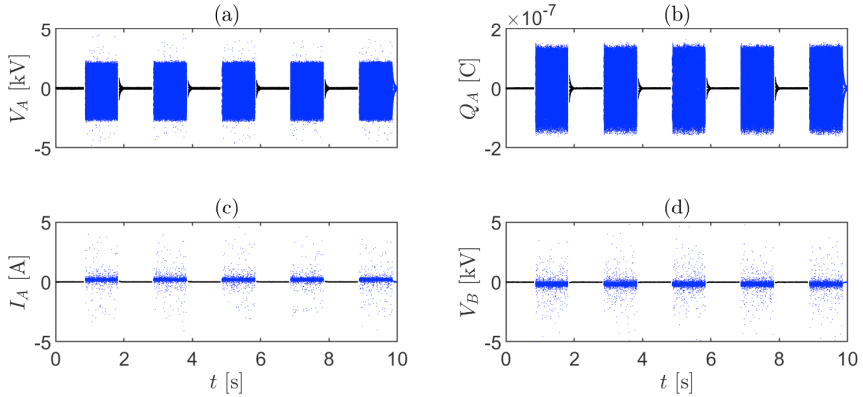 (a)
5
0
-5
V_A [kV]
(b)
×10⁻⁷
2
0
-2
Q_A [C]
(c)
5
0
-5
I_A [A]
0 2 4 6 8 10
t [s]
(d)
5
0
-5
V_B [kV]
0 2 4 6 8 10
t [s]